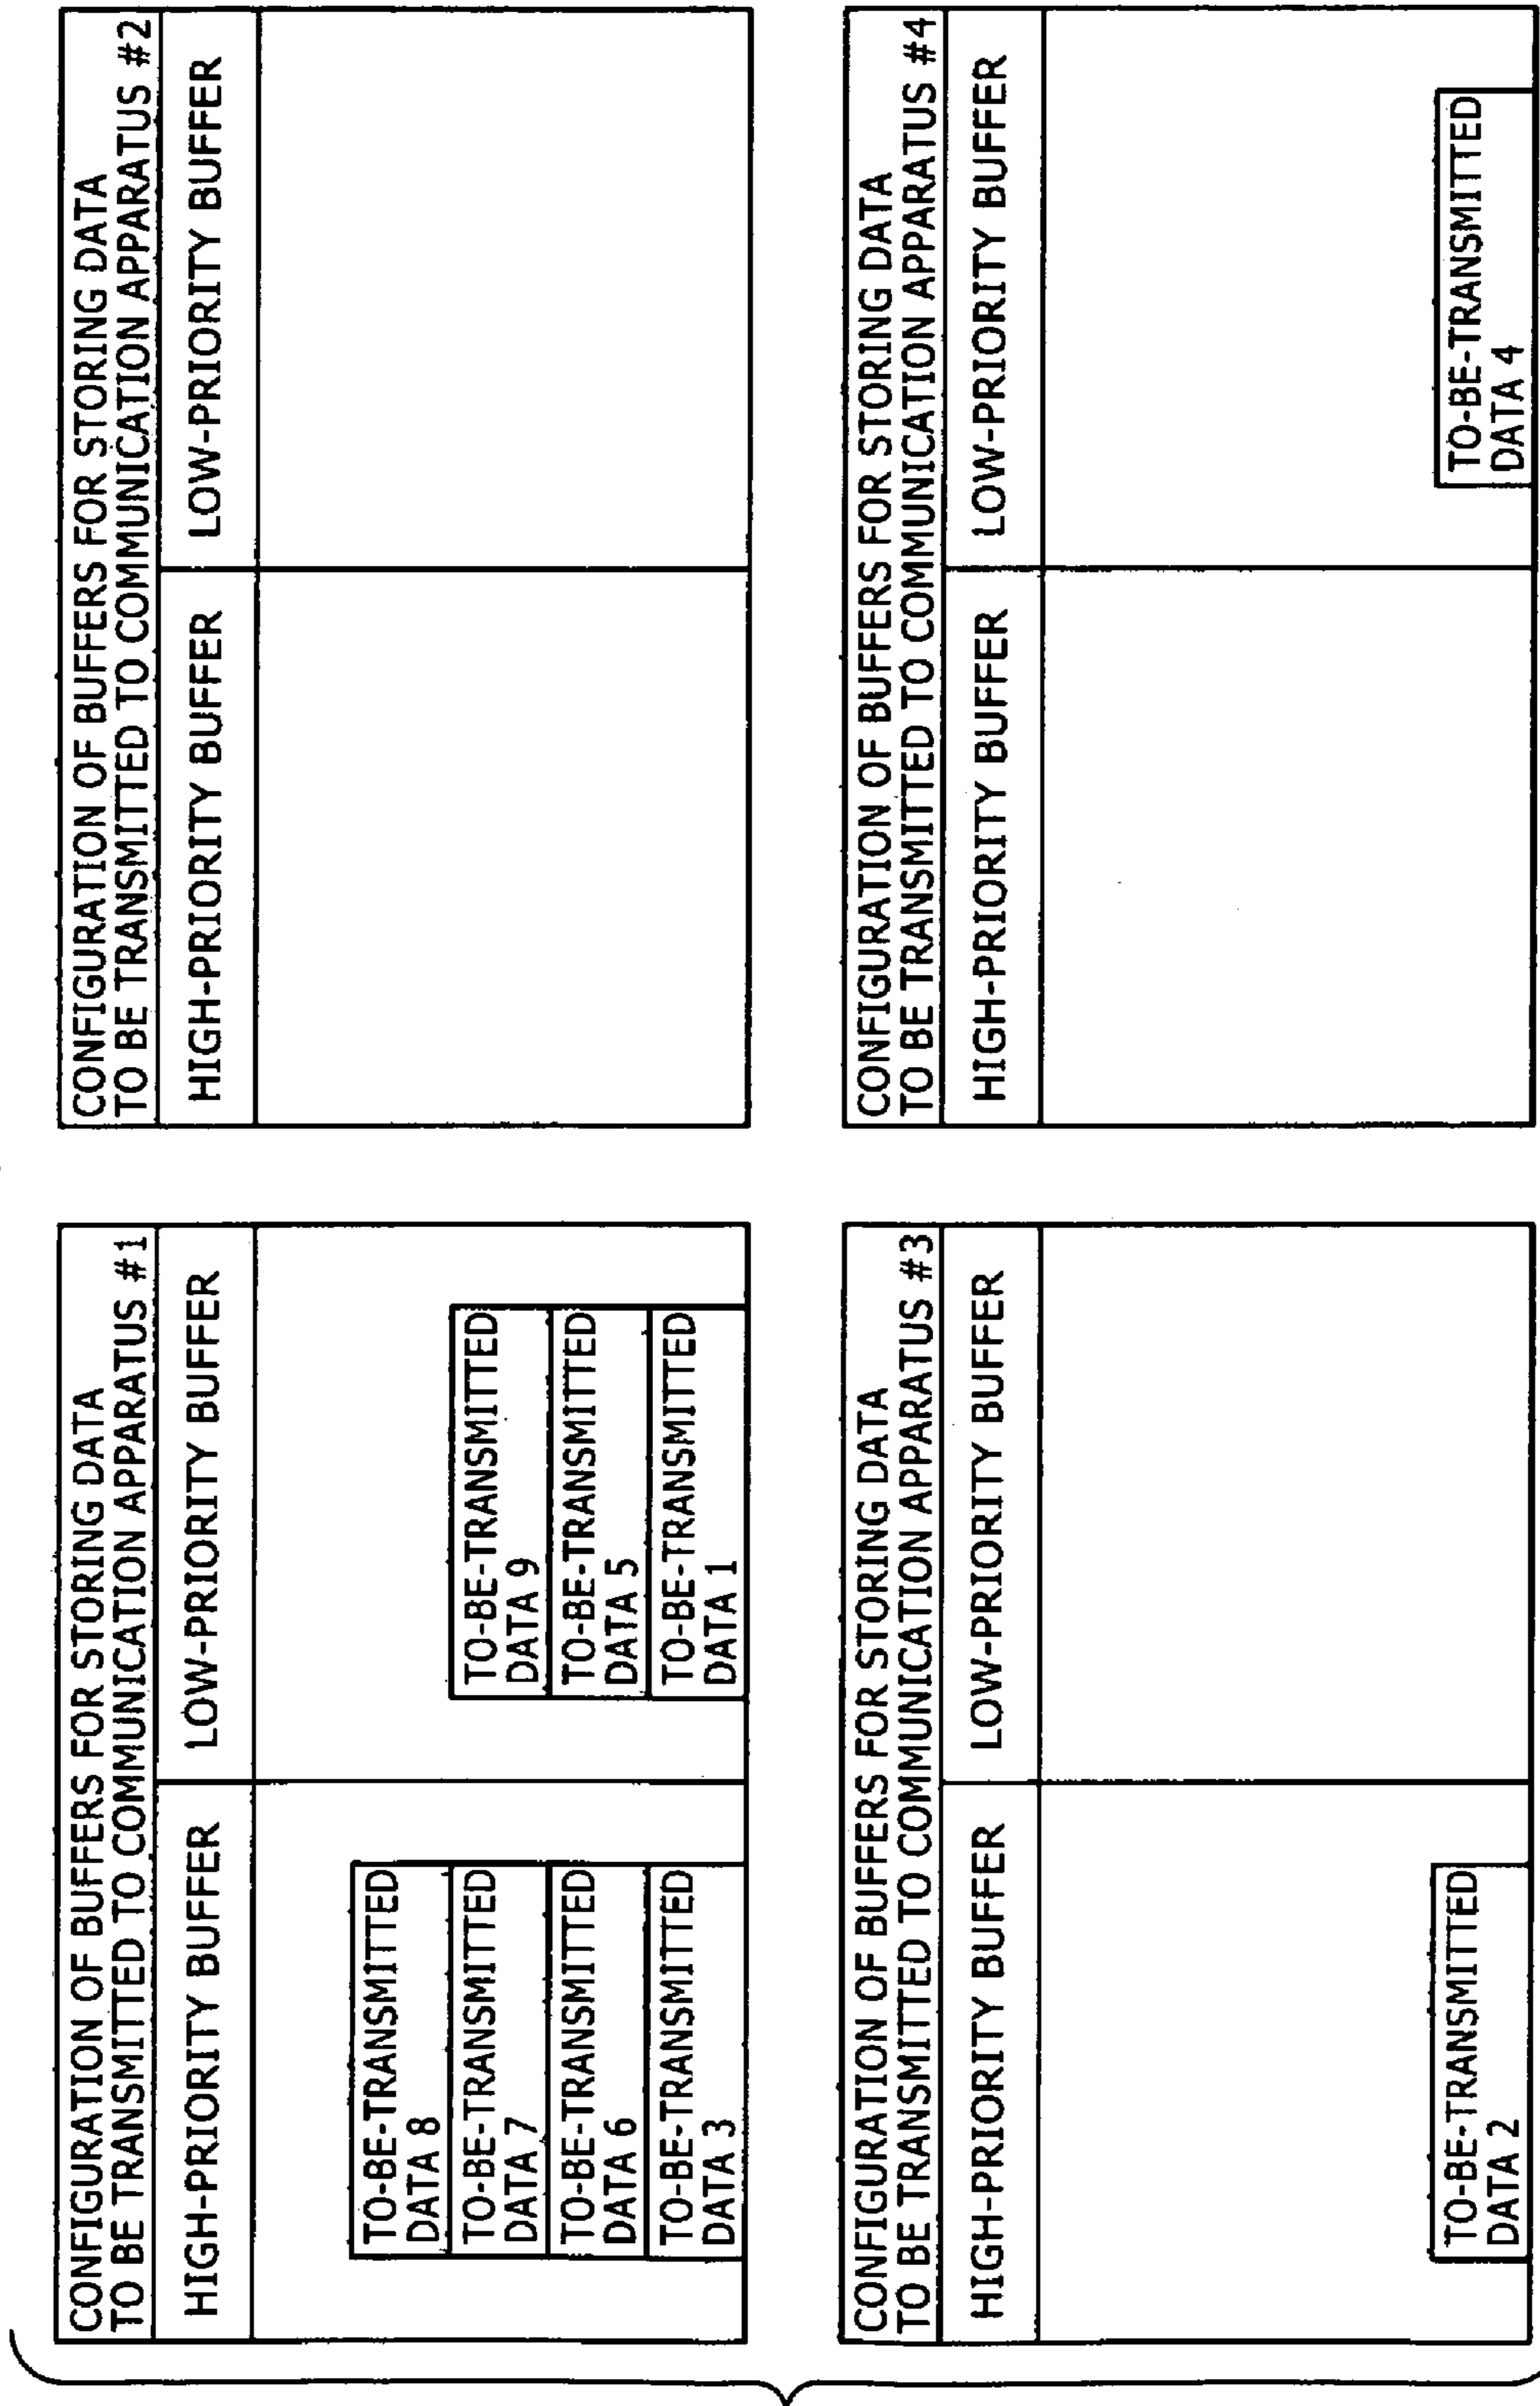 CONFIGURATION OF BUFFERS FOR STORING DATA
TO BE TRANSMITTED TO COMMUNICATION APPARATUS #1
HIGH-PRIORITY BUFFER
LOW-PRIORITY BUFFER
TO-BE-TRANSMITTED
DATA 8
TO-BE-TRANSMITTED
DATA 7
TO-BE-TRANSMITTED
DATA 6
TO-BE-TRANSMITTED
DATA 3
TO-BE-TRANSMITTED
DATA 9
TO-BE-TRANSMITTED
DATA 5
TO-BE-TRANSMITTED
DATA 1
CONFIGURATION OF BUFFERS FOR STORING DATA
TO BE TRANSMITTED TO COMMUNICATION APPARATUS #2
HIGH-PRIORITY BUFFER
LOW-PRIORITY BUFFER
CONFIGURATION OF BUFFERS FOR STORING DATA
TO BE TRANSMITTED TO COMMUNICATION APPARATUS #3
HIGH-PRIORITY BUFFER
LOW-PRIORITY BUFFER
TO-BE-TRANSMITTED
DATA 2
CONFIGURATION OF BUFFERS FOR STORING DATA
TO BE TRANSMITTED TO COMMUNICATION APPARATUS #4
HIGH-PRIORITY BUFFER
LOW-PRIORITY BUFFER
TO-BE-TRANSMITTED
DATA 4